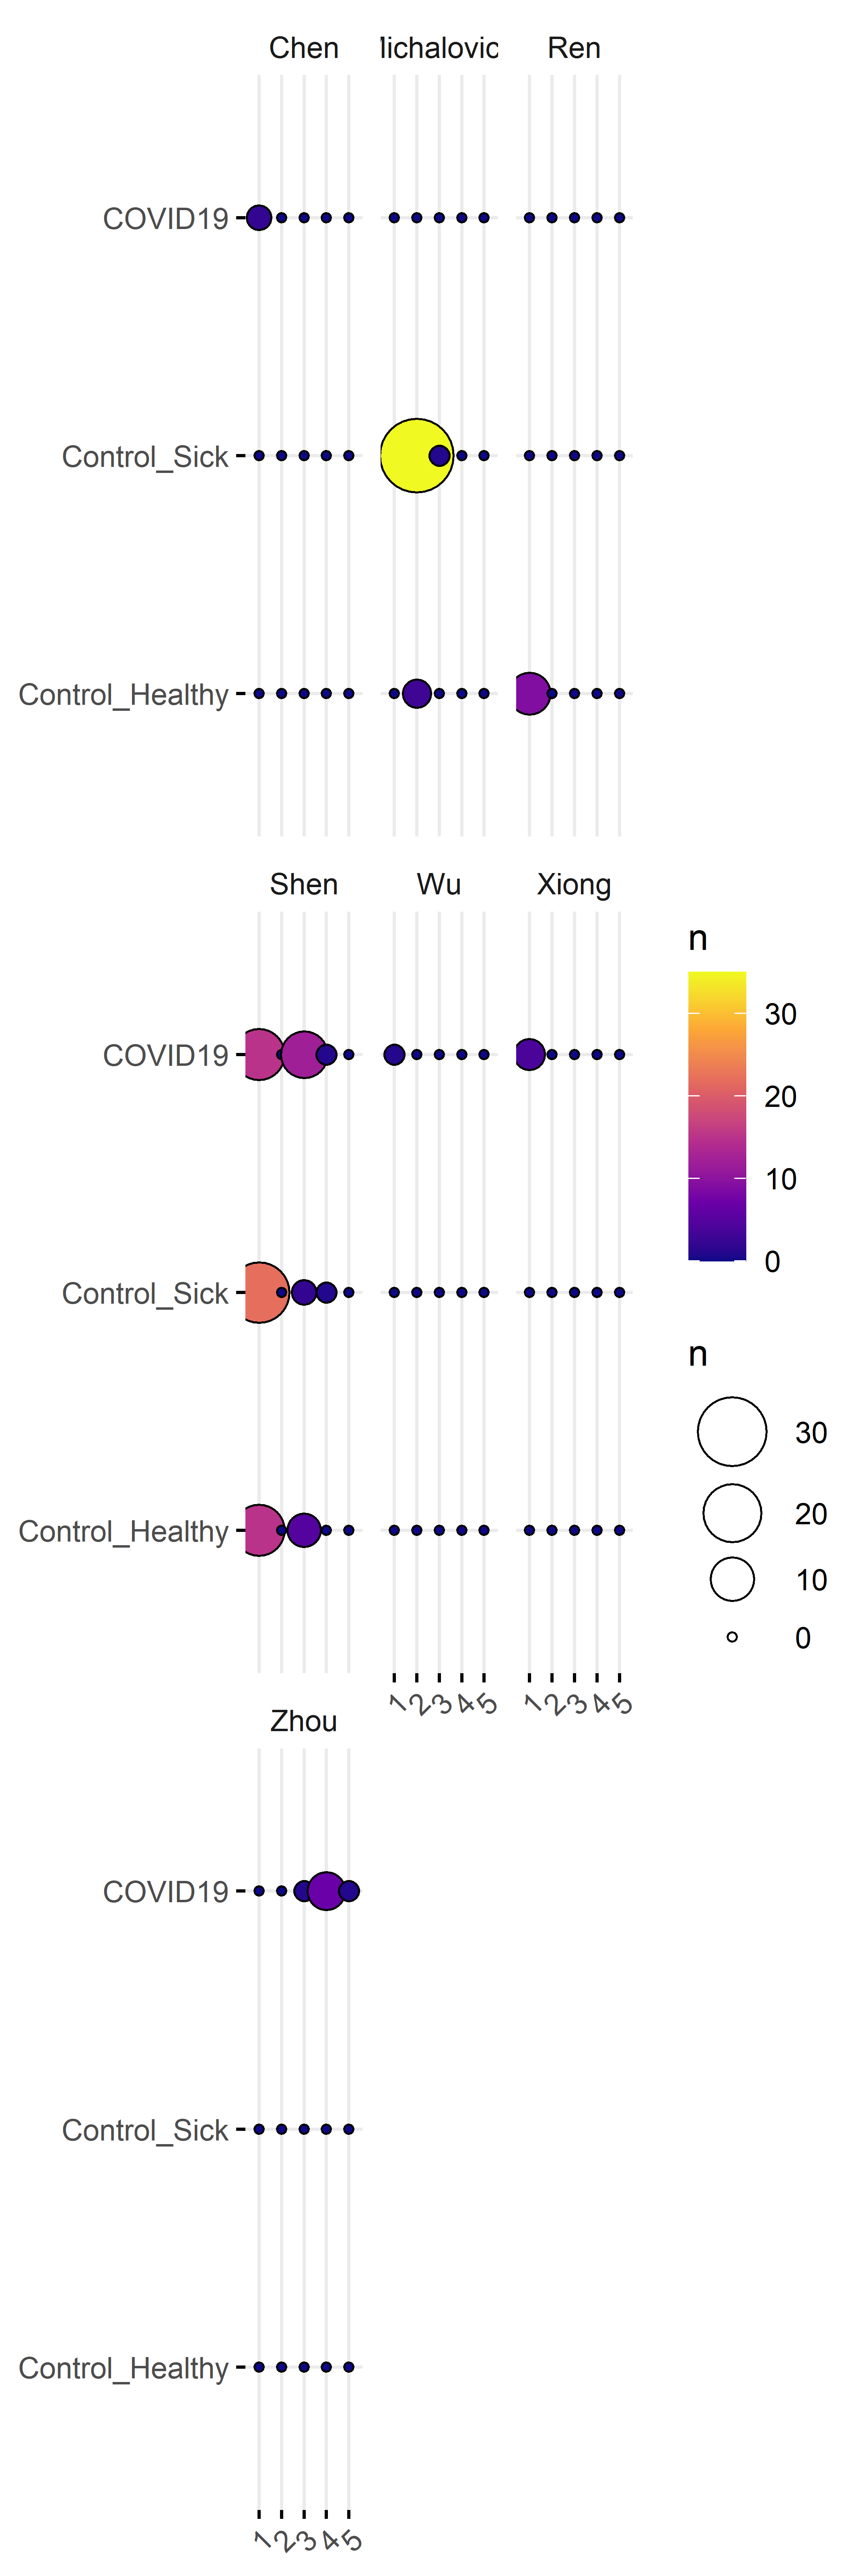 Chen lichalovic Ren
COVID19
Control_Sick
Control_Healthy
Shen Wu Xiong
COVID19
Control_Sick
Control_Healthy
1 2 3 4 5 1 2 3 4 5
n
30
20
10
0
n
30
20
10
0
Zhou
COVID19
Control_Sick
Control_Healthy
1 2 3 4 5